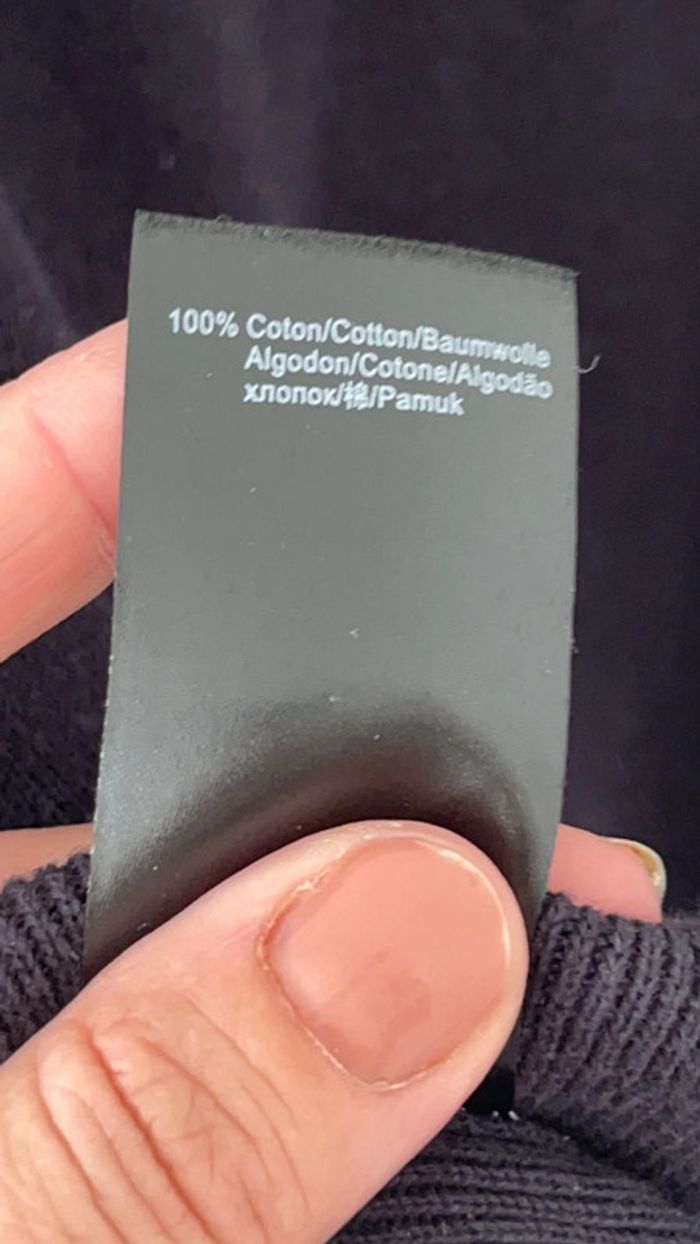 100% Coton/Cotton/Baumwolle
Algodon/Cotone/Algodão
хлопок/棉/Pamuk